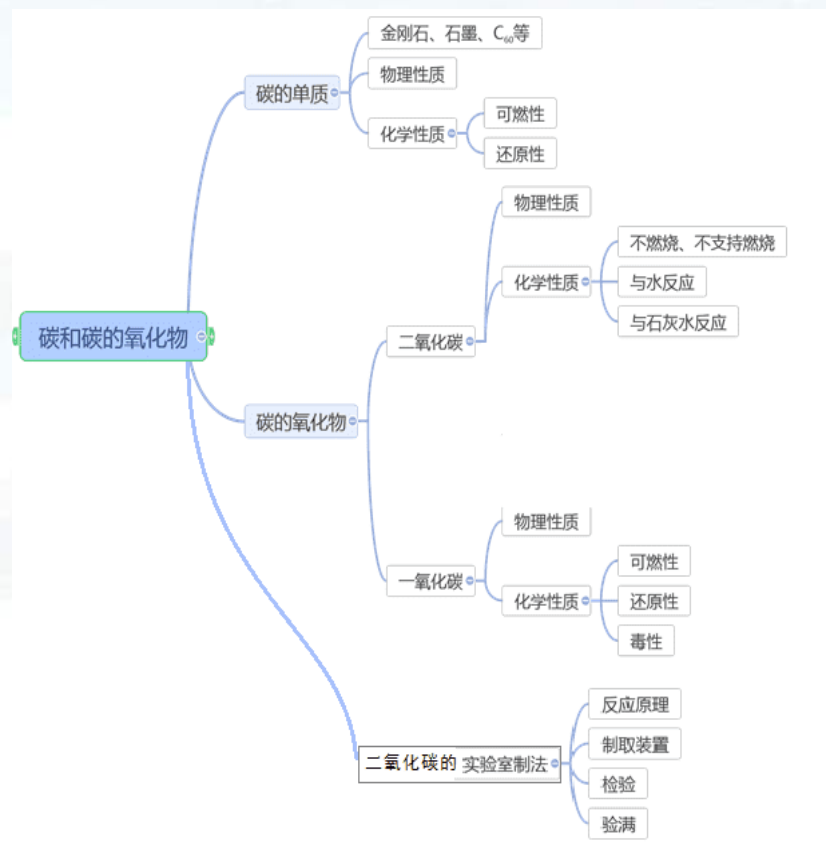 金刚石、石墨、C₆₀等
碳的单质
物理性质
化学性质
可燃性
还原性
碳和碳的氧化物
碳的氧化物
二氧化碳
物理性质
化学性质
不燃烧、不支持燃烧
与水反应
与石灰水反应
一氧化碳
物理性质
化学性质
可燃性
还原性
毒性
二氧化碳的实验室制法
反应原理
制取装置
检验
验满